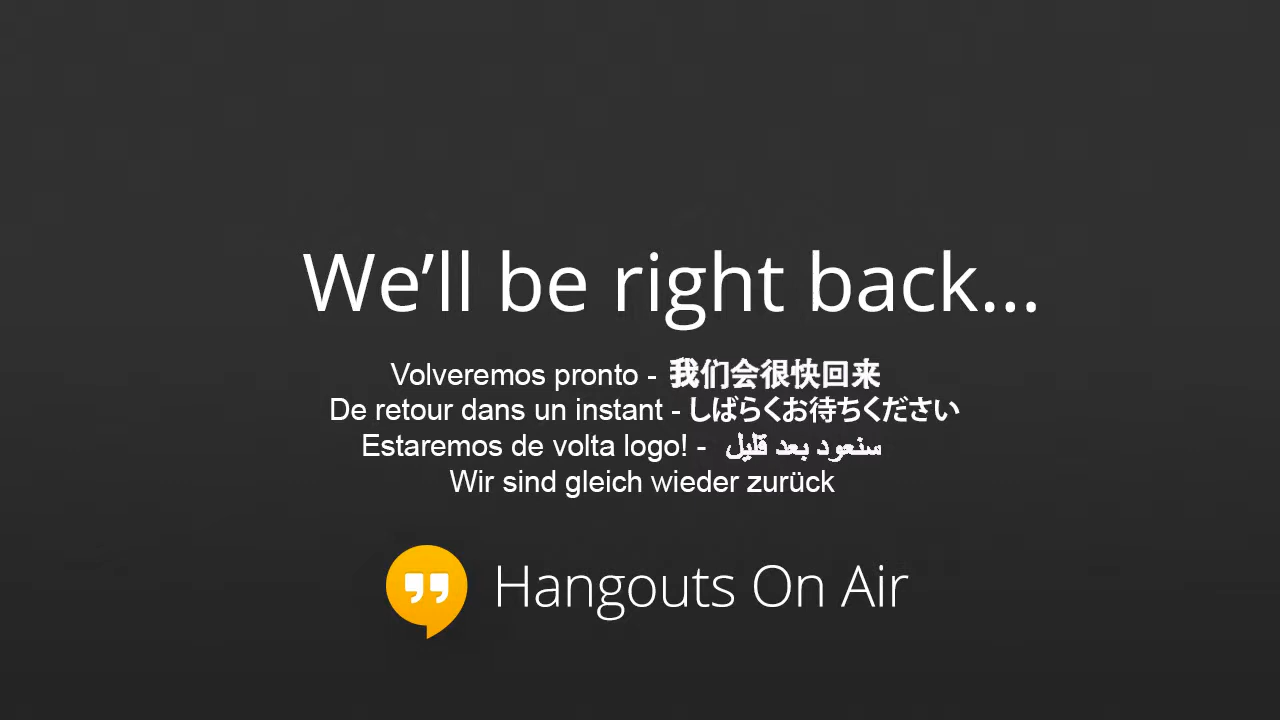 We’ll be right back...
Volveremos pronto - 我们会很快回来
De retour dans un instant - しばらくお待ちください
Estaremos de volta logo! - سنعود بعد قليل
Wir sind gleich wieder zurück
Hangouts On Air